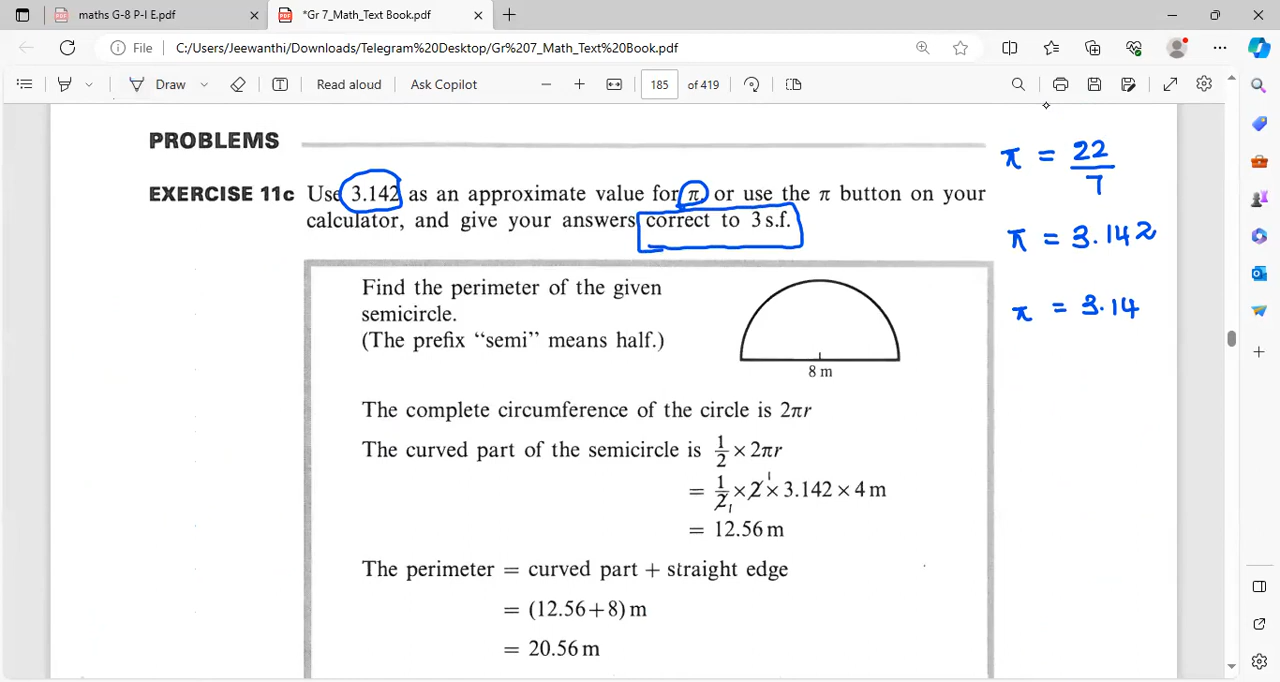 maths G-8 P-I E.pdf
*Gr 7_Math_Text Book.pdf
File C:/Users/Jeewanthi/Downloads/Telegram%20Desktop/Gr%207_Math_Text%20Book.pdf
Draw Read aloud Ask Copilot 185 of 419
PROBLEMS
EXERCISE 11c Use 3.142 as an approximate value for π or use the π button on your
calculator, and give your answers correct to 3 s.f.
π = 22/7
π = 3.142
π = 3.14
Find the perimeter of the given
semicircle.
(The prefix “semi” means half.)
8 m
The complete circumference of the circle is 2πr
The curved part of the semicircle is 1/2 × 2πr
= 1/2 1 × 2 1 × 3.142 × 4 m
= 12.56 m
The perimeter = curved part + straight edge
= (12.56+8) m
= 20.56 m